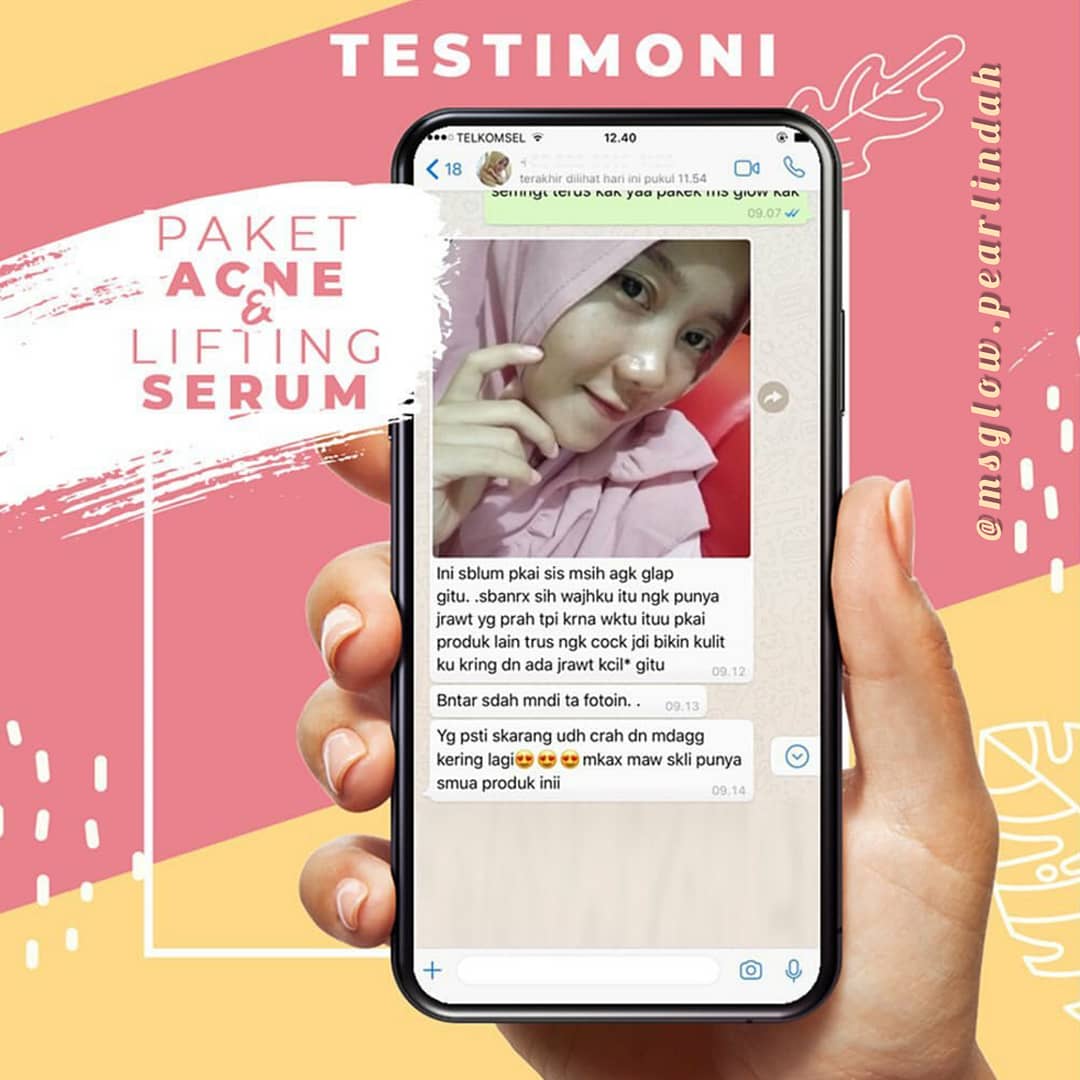 TESTIMONI
@msglow.pearliindah
PAKET
ACNE
&
LIFTING
SERUM
TELKOMSEL
12.40
18
terakhir dilihat hari ini pukul 11.54
semngt terus kak yaa pakek ms glow kak
09.07
Ini sblum pkai sis msih agk glap
gitu. .sbanrx sih wajhku itu ngk punya
jrawt yg prah tpi krna wktu ituu pkai
produk lain trus ngk cock jdi bikin kulit
ku kring dn ada jrawt kcil* gitu
09.12
Bntar sdah mndi ta fotoin. .
09.13
Yg psti skarang udh crah dn mdagg
kering lagi😍😍😍mkax maw skli punya
smua produk inii
09.14